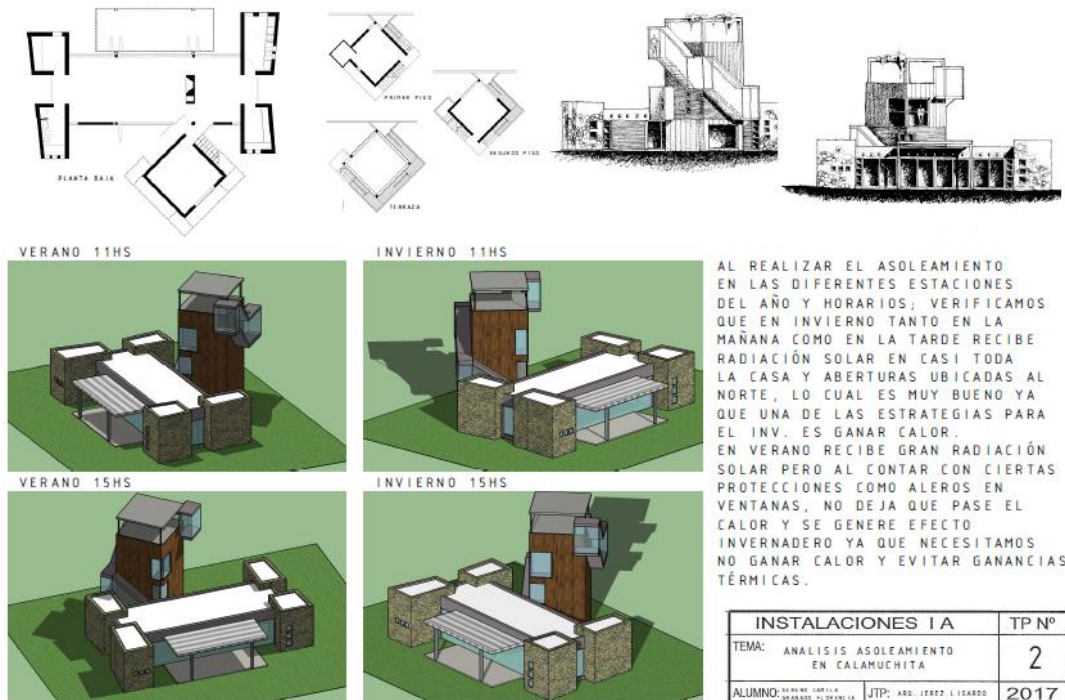 PLANTA BAJA
PRIMER PISO
SEGUNDO PISO
TERRAZA
VERANO 11HS
INVIERNO 11HS
VERANO 15HS
INVIERNO 15HS
AL REALIZAR EL ASOLEAMIENTO
EN LAS DIFERENTES ESTACIONES
DEL AÑO Y HORARIOS; VERIFICAMOS
QUE EN INVIERNO TANTO EN LA
MAÑANA COMO EN LA TARDE RECIBE
RADIACIÓN SOLAR EN CASI TODA
LA CASA Y ABERTURAS UBICADAS AL
NORTE, LO CUAL ES MUY BUENO YA
QUE UNA DE LAS ESTRATEGIAS PARA
EL INV. ES GANAR CALOR.
EN VERANO RECIBE GRAN RADIACIÓN
SOLAR PERO AL CONTAR CON CIERTAS
PROTECCIONES COMO ALEROS EN
VENTANAS, NO DEJA QUE PASE EL
CALOR Y SE GENERE EFECTO
INVERNADERO YA QUE NECESITAMOS
NO GANAR CALOR Y EVITAR GANANCIAS
TÉRMICAS.
INSTALACIONES I A
TP Nº
TEMA: ANALISIS ASOLEAMIENTO
EN CALAMUCHITA
2
ALUMNO:
JTP: ARQ. JEREZ LISARDO
2017